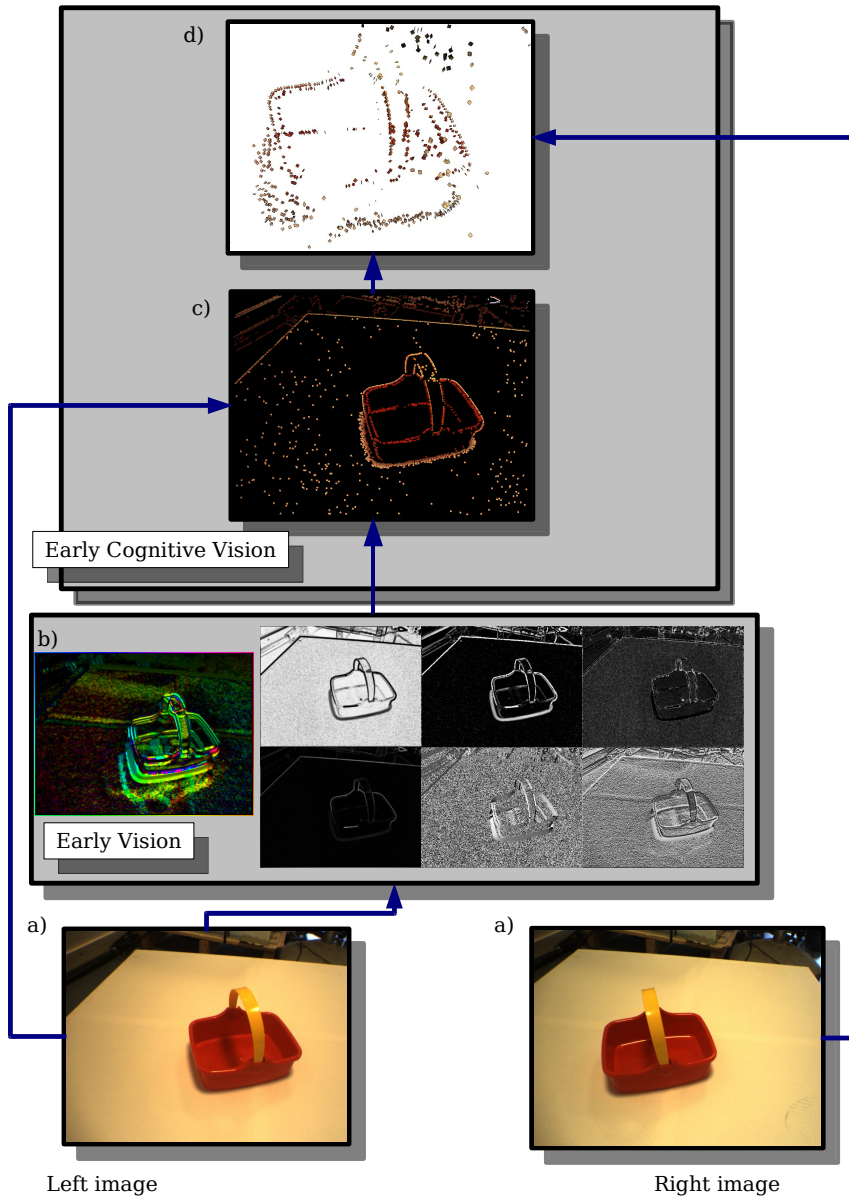 d)
c)
Early Cognitive Vision
b)
Early Vision
a)
a)
Left image
Right image